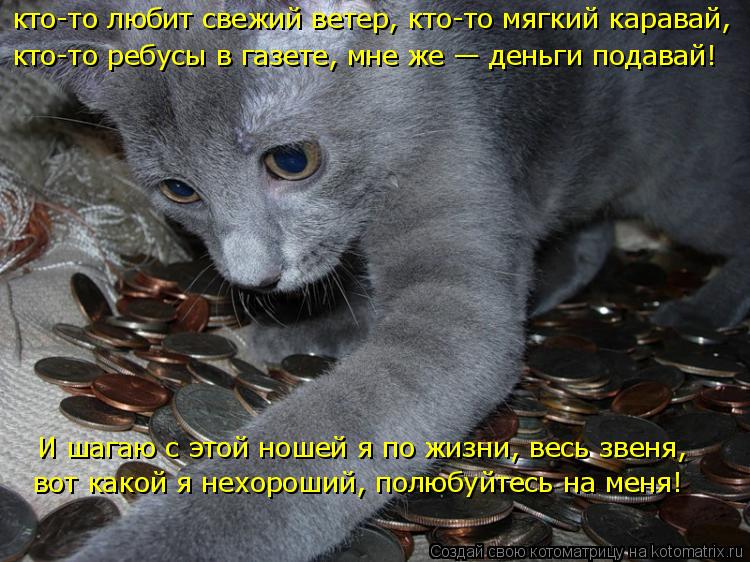 кто-то любит свежий ветер, кто-то мягкий каравай,
кто-то ребусы в газете, мне же — деньги подавай!
И шагаю с этой ношей я по жизни, весь звеня,
вот какой я нехороший, полюбуйтесь на меня!
Создай свою котоматрицу на kotomatrix.ru